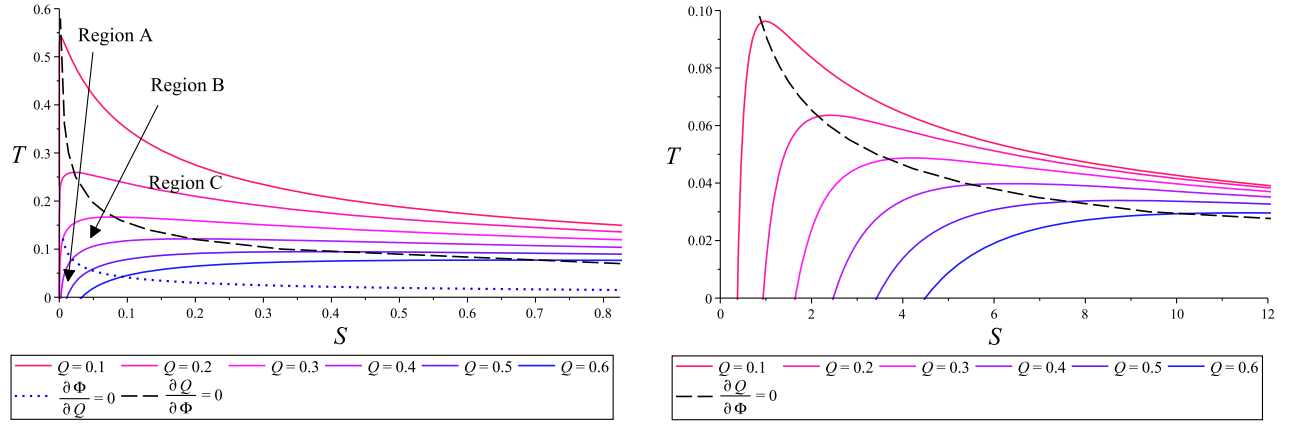 0.6
Region A
0.5
Region B
0.4
0.3
T
Region C
0.2
0.1
0
0 0.1 0.2 0.3 0.4 0.5 0.6 0.7 0.8
S
Q = 0.1 Q = 0.2 Q = 0.3 Q = 0.4 Q = 0.5 Q = 0.6
∂Φ/∂Q = 0 ∂Q/∂Φ = 0
0.10
0.08
0.06
T
0.04
0.02
0
0 2 4 6 8 10 12
S
Q = 0.1 Q = 0.2 Q = 0.3 Q = 0.4 Q = 0.5 Q = 0.6
∂Q/∂Φ = 0